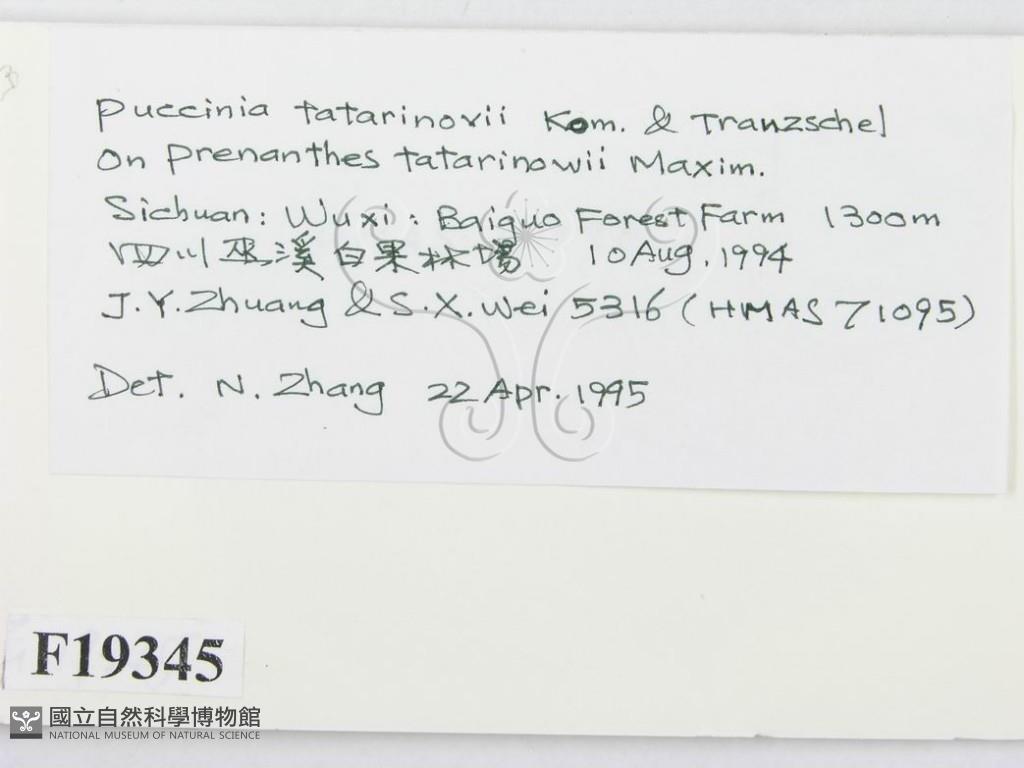 Puccinia tatarinovii Kom. & Tranzschel
On Prenanthes tatarinowii Maxim.
Sichuan: Wuxi: Baiguo Forest Farm 1300m
四川巫溪白果林場 10 Aug. 1994
J.Y. Zhuang & S.X. Wei 5316 (HMAS 71095)
Det. N. Zhang 22 Apr. 1995
F19345
國立自然科學博物館
NATIONAL MUSEUM OF NATURAL SCIENCE